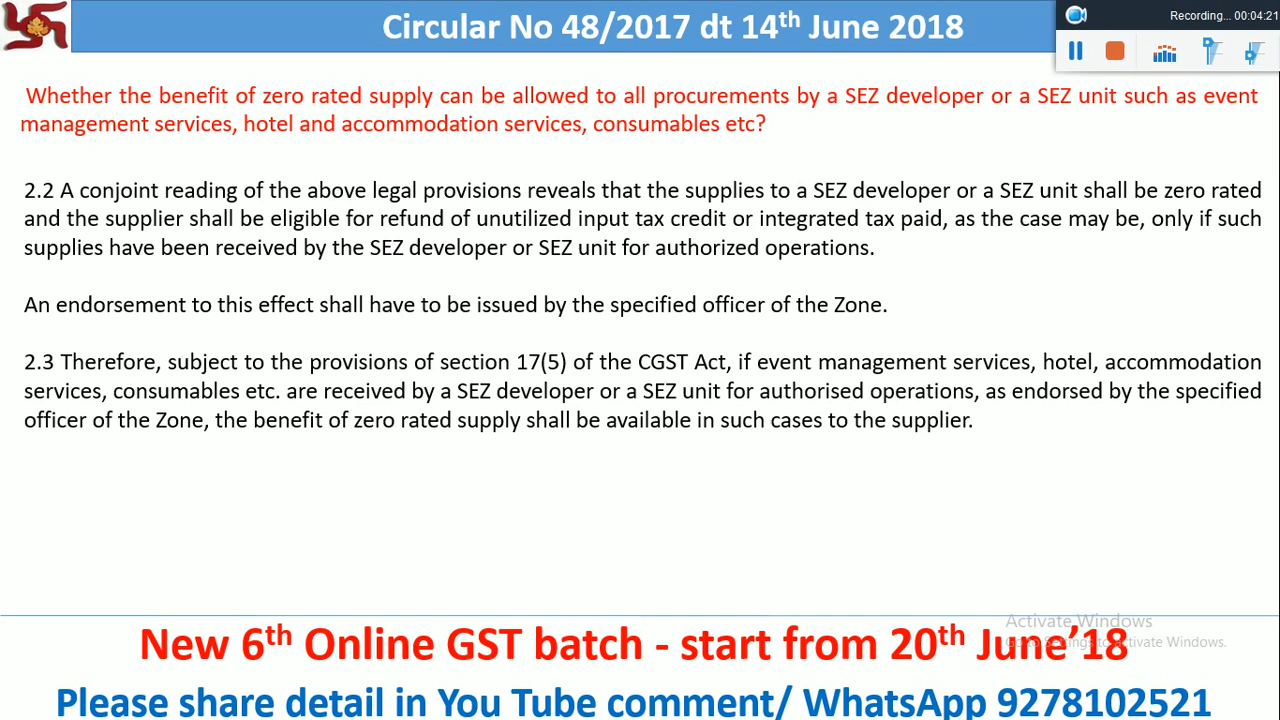 Circular No 48/2017 dt 14th June 2018
Recording... 00:04:21
Whether the benefit of zero rated supply can be allowed to all procurements by a SEZ developer or a SEZ unit such as event
management services, hotel and accommodation services, consumables etc?
2.2 A conjoint reading of the above legal provisions reveals that the supplies to a SEZ developer or a SEZ unit shall be zero rated
and the supplier shall be eligible for refund of unutilized input tax credit or integrated tax paid, as the case may be, only if such
supplies have been received by the SEZ developer or SEZ unit for authorized operations.
An endorsement to this effect shall have to be issued by the specified officer of the Zone.
2.3 Therefore, subject to the provisions of section 17(5) of the CGST Act, if event management services, hotel, accommodation
services, consumables etc. are received by a SEZ developer or a SEZ unit for authorised operations, as endorsed by the specified
officer of the Zone, the benefit of zero rated supply shall be available in such cases to the supplier.
Activate Windows
Go to Settings to activate Windows.
New 6th Online GST batch - start from 20th June'18
Please share detail in You Tube comment/ WhatsApp 9278102521